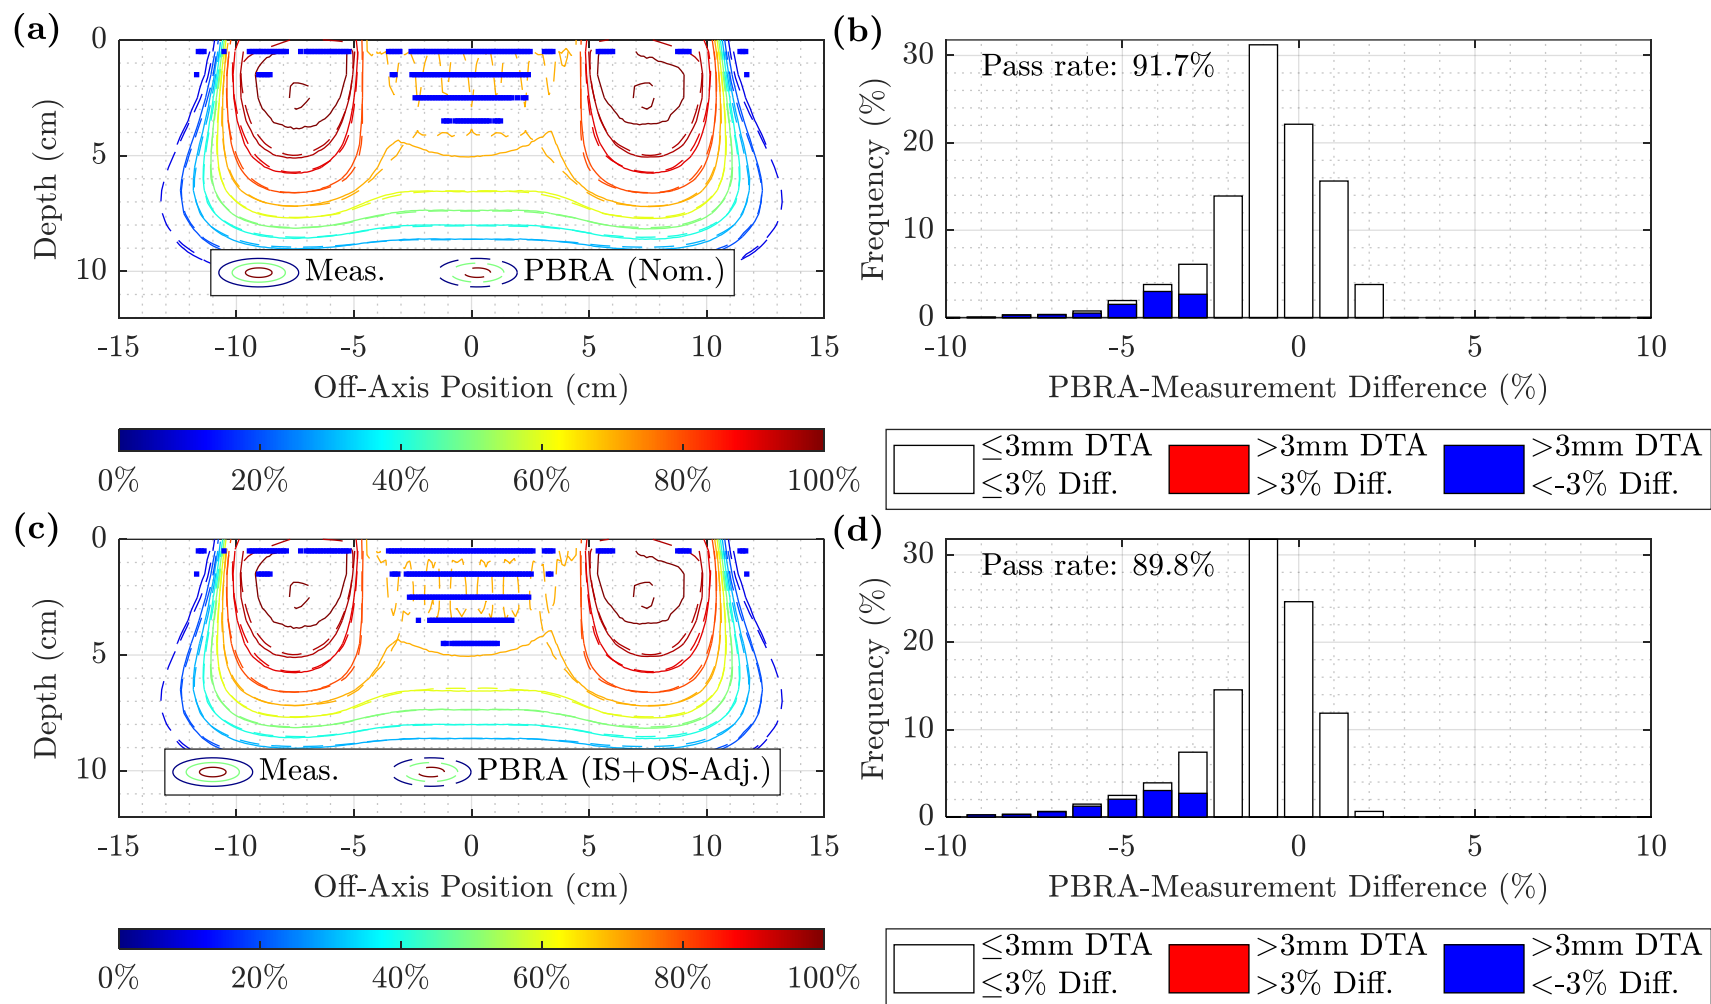 (a)
0
5
10
Depth (cm)
Meas.
PBRA (Nom.)
-15
-10
-5
0
5
10
15
Off-Axis Position (cm)
0%
20%
40%
60%
80%
100%
(b)
30
20
10
0
Frequency (%)
Pass rate: 91.7%
-10
-5
0
5
10
PBRA-Measurement Difference (%)
≤3mm DTA
≤3% Diff.
>3mm DTA
>3% Diff.
>3mm DTA
<-3% Diff.
(c)
0
5
10
Depth (cm)
Meas.
PBRA (IS+OS-Adj.)
-15
-10
-5
0
5
10
15
Off-Axis Position (cm)
0%
20%
40%
60%
80%
100%
(d)
30
20
10
0
Frequency (%)
Pass rate: 89.8%
-10
-5
0
5
10
PBRA-Measurement Difference (%)
≤3mm DTA
≤3% Diff.
>3mm DTA
>3% Diff.
>3mm DTA
<-3% Diff.